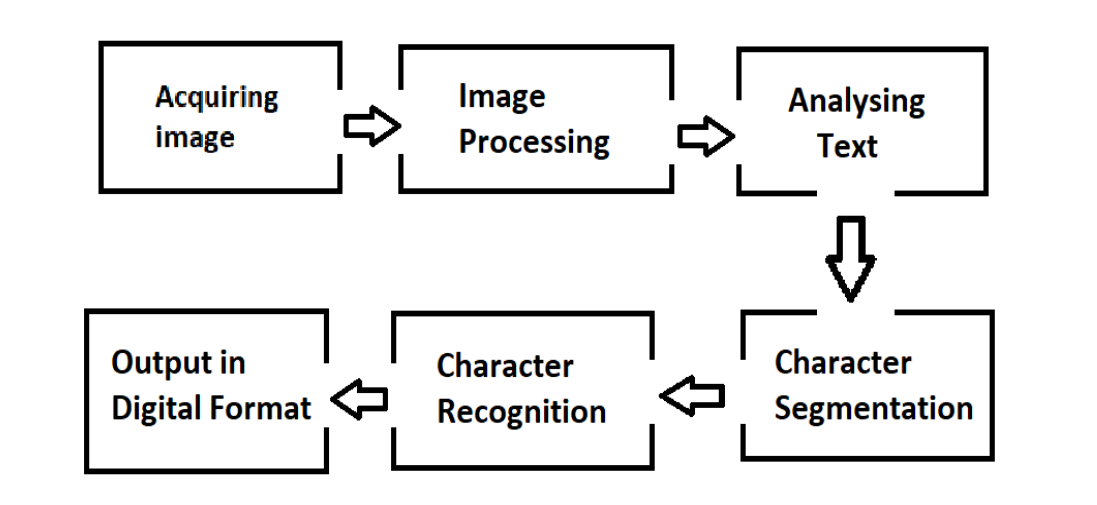 Acquiring
image
Image
Processing
Analysing
Text
Character
Segmentation
Character
Recognition
Output in
Digital Format